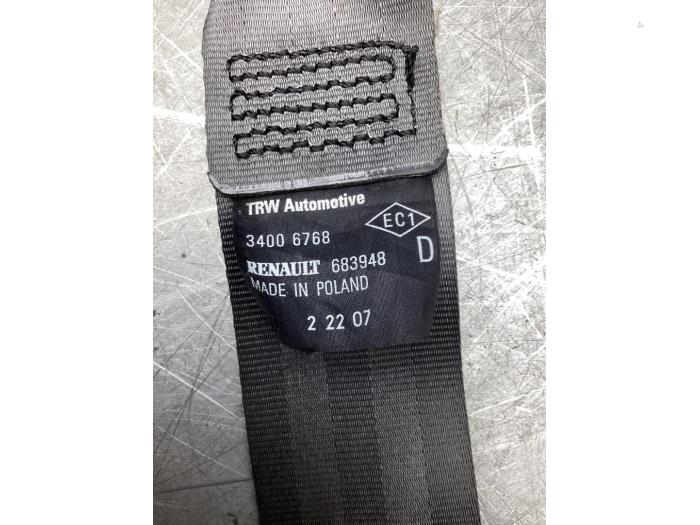 TRW Automotive
EC1
3400 6768
D
RENAULT 683948
MADE IN POLAND
2 22 07